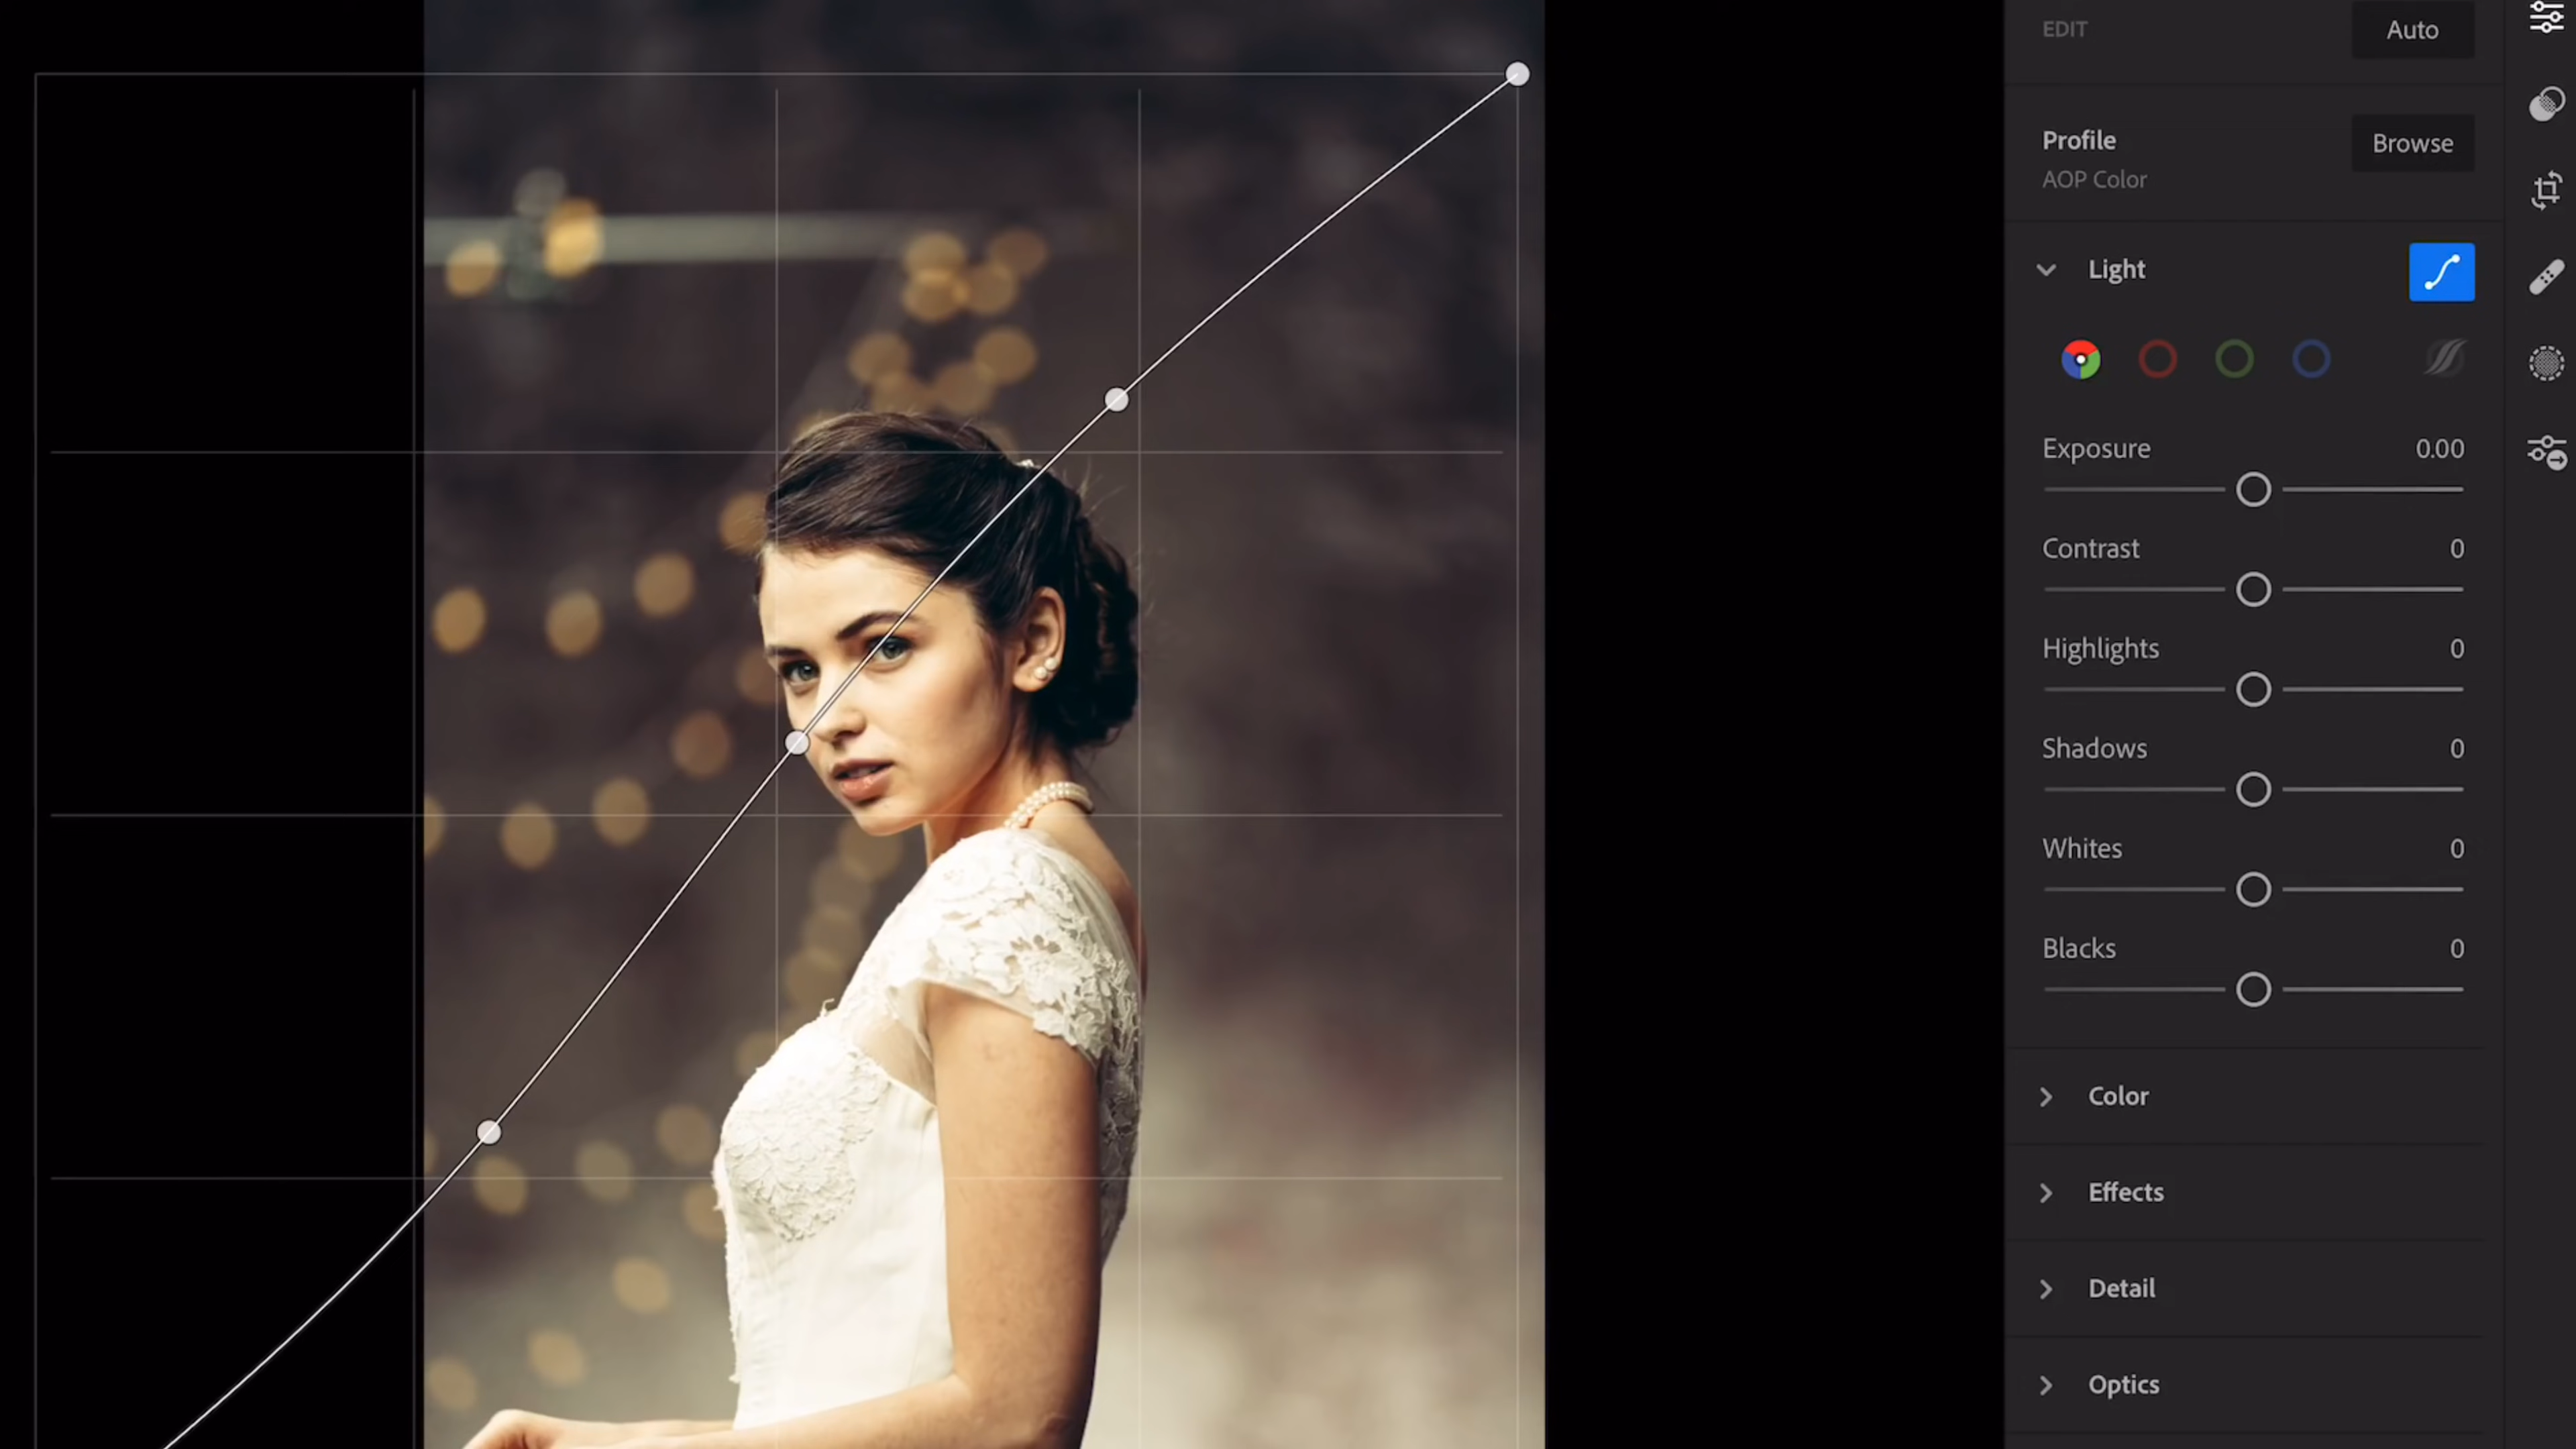 EDIT
Auto
Profile
Browse
AOP Color
Light
Exposure 0.00
Contrast 0
Highlights 0
Shadows 0
Whites 0
Blacks 0
Color
Effects
Detail
Optics